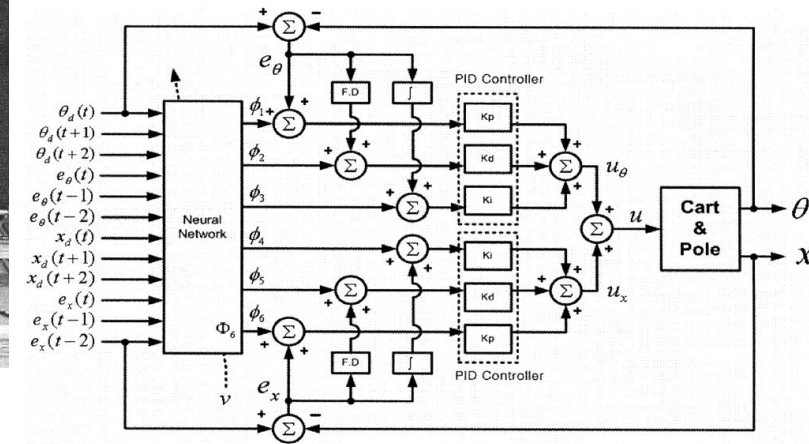 +
−
Σ
e_θ
PID Controller
F.D
∫
θ_d(t)
θ_d(t+1)
θ_d(t+2)
e_θ(t)
e_θ(t−1)
e_θ(t−2)
x_d(t)
x_d(t+1)
x_d(t+2)
e_x(t)
e_x(t−1)
e_x(t−2)
Neural
Network
Φ_6
v
ϕ_1
ϕ_2
ϕ_3
ϕ_4
ϕ_5
ϕ_6
+
+
Σ
+
+
Σ
+
+
Σ
Kp
Kd
Ki
+
+
+
Σ
u_θ
+
+
Σ
u
Cart
&
Pole
θ
x
+
+
Σ
+
+
Σ
+
+
Σ
Ki
Kd
Kp
+
+
+
Σ
u_x
F.D
∫
e_x
PID Controller
+
−
Σ